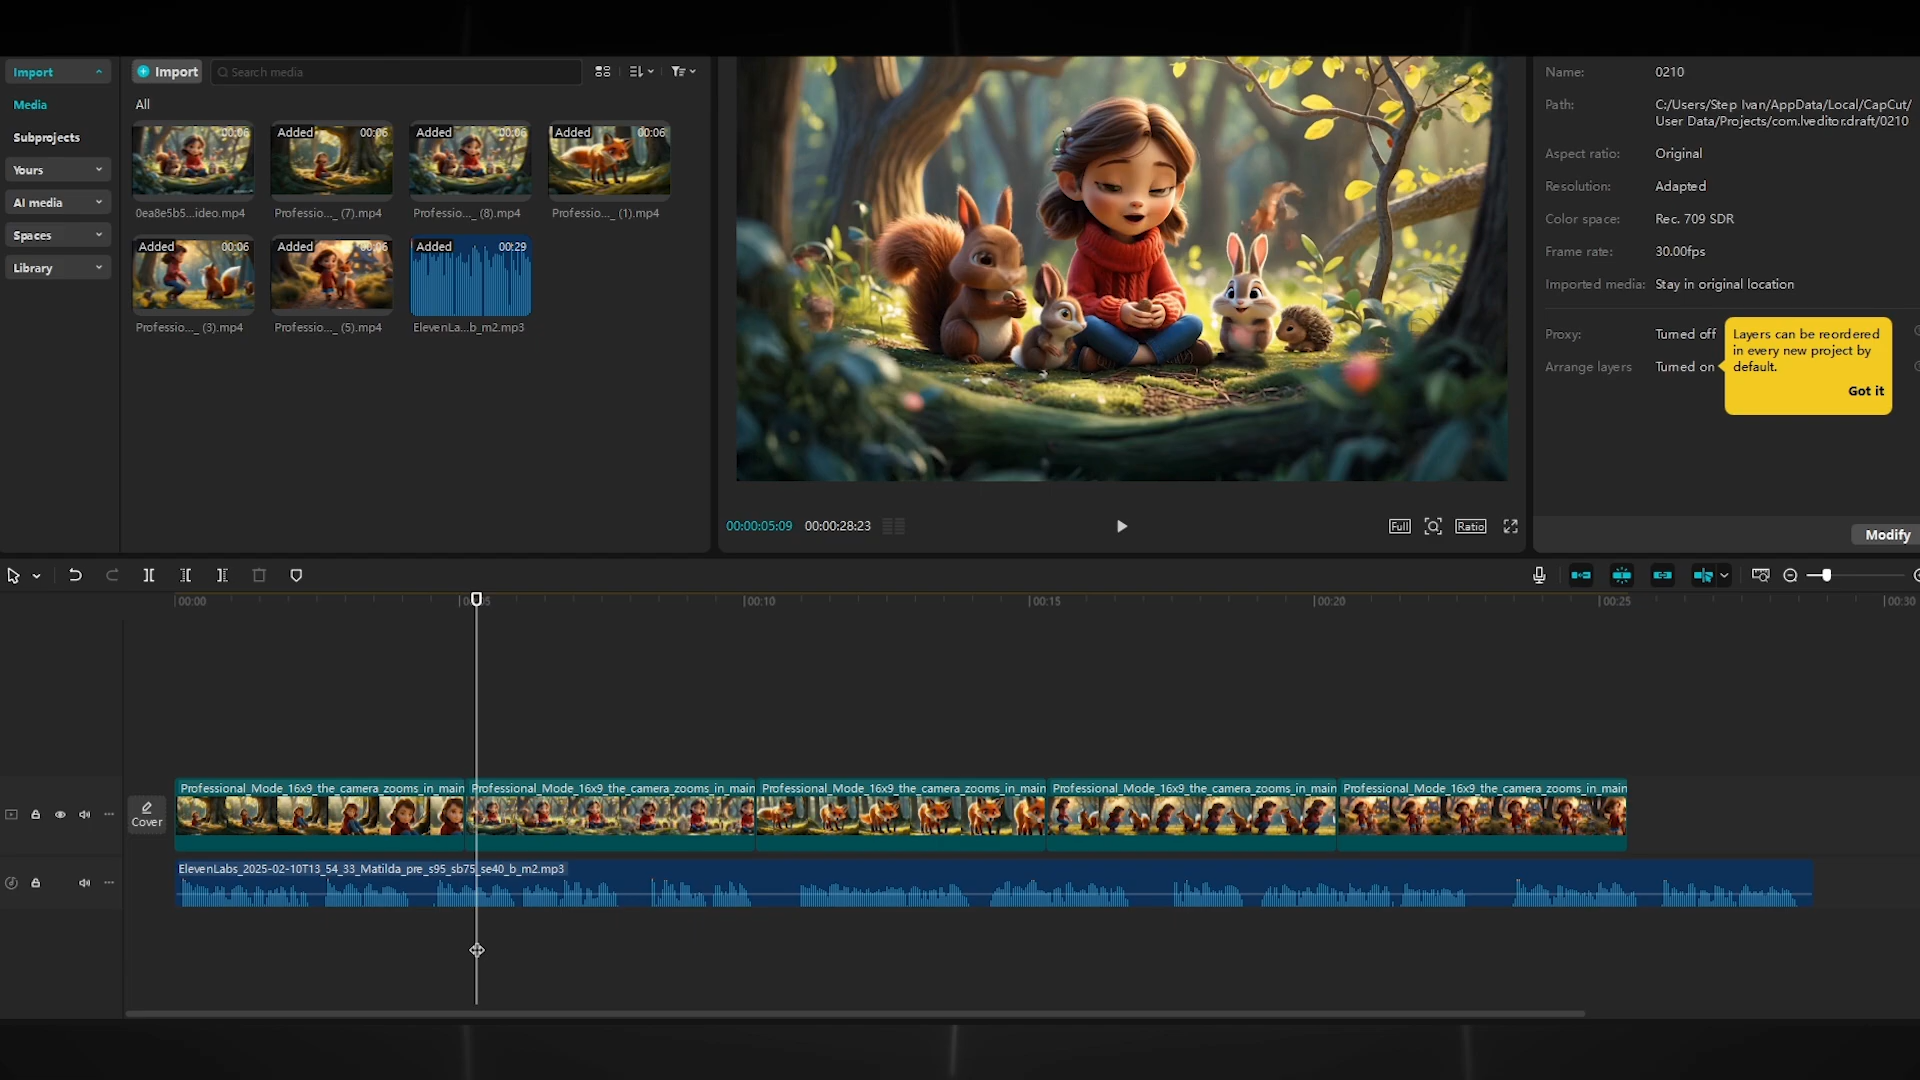 Import
Media
Subprojects
Yours
AI media
Spaces
Library
Import
Search media
All
00:06
0ea8e5b5...ideo.mp4
Added 00:06
Professio..._ (7).mp4
Added 00:06
Professio..._ (8).mp4
Added 00:06
Professio..._ (1).mp4
Added 00:06
Professio..._ (3).mp4
Added 00:06
Professio..._ (5).mp4
Added 00:29
ElevenLa...b_m2.mp3
00:00:05:09 00:00:28:23
Full
Ratio
Name: 0210
Path: C:/Users/Step Ivan/AppData/Local/CapCut/
User Data/Projects/com.lveditor.draft/0210
Aspect ratio: Original
Resolution: Adapted
Color space: Rec. 709 SDR
Frame rate: 30.00fps
Imported media: Stay in original location
Proxy: Turned off
Arrange layers Turned on
Layers can be reordered
in every new project by
default.
Got it
Modify
00:00
00:10
00:15
00:20
00:25
00:30
Cover
Professional_Mode_16x9_the_camera_zooms_in_main
Professional_Mode_16x9_the_camera_zooms_in_main
Professional_Mode_16x9_the_camera_zooms_in_main
Professional_Mode_16x9_the_camera_zooms_in_main
Professional_Mode_16x9_the_camera_zooms_in_main
ElevenLabs_2025-02-10T13_54_33_Matilda_pre_s95_sb75_se40_b_m2.mp3